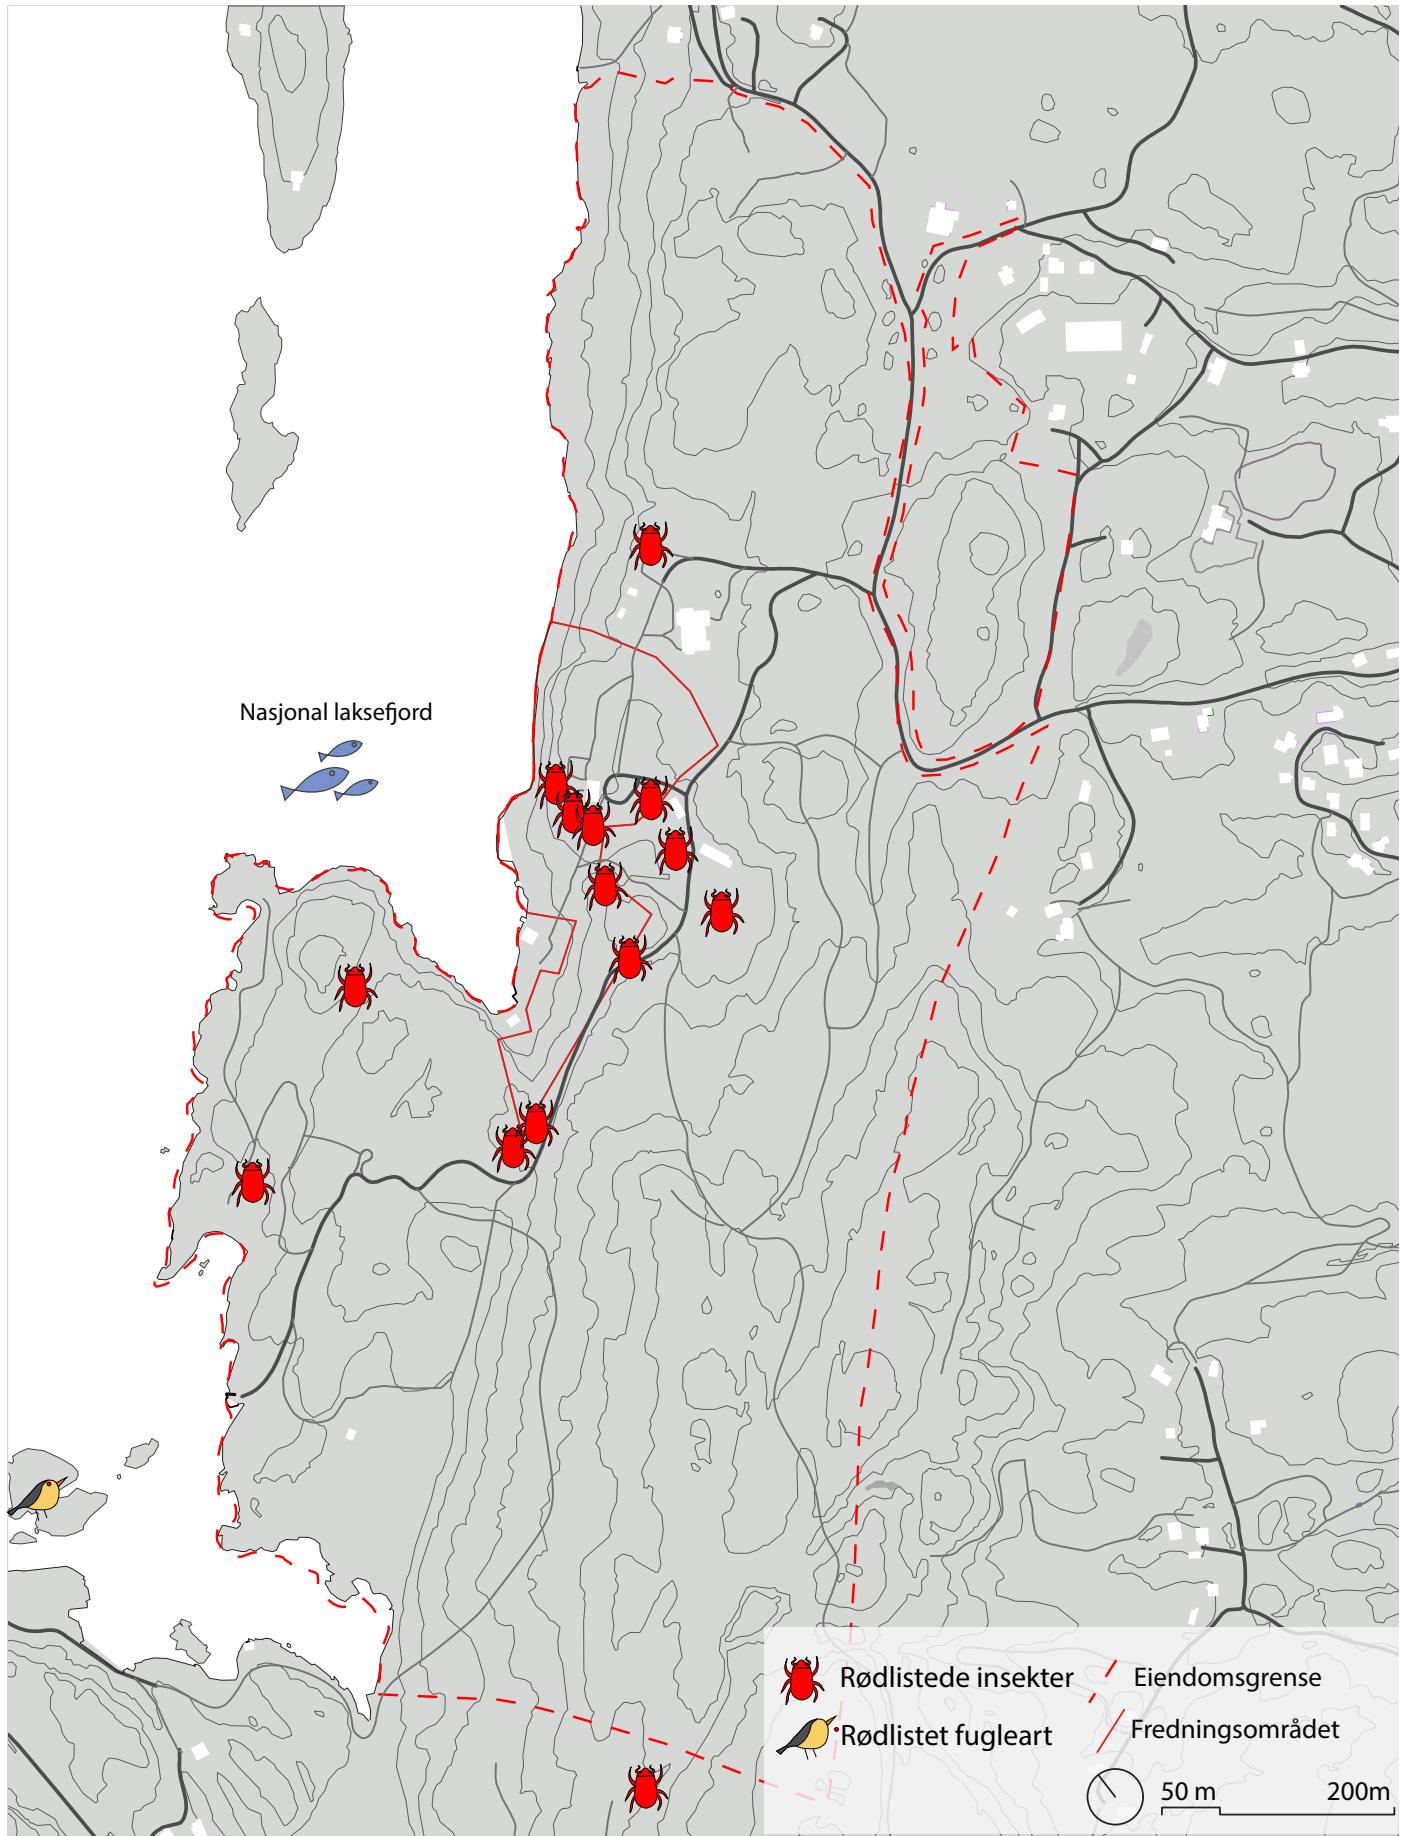 Nasjonal laksefjord
Rødlistede insekter
Eiendomsgrense
Rødlistet fugleart
Fredningsområdet
50 m
200m